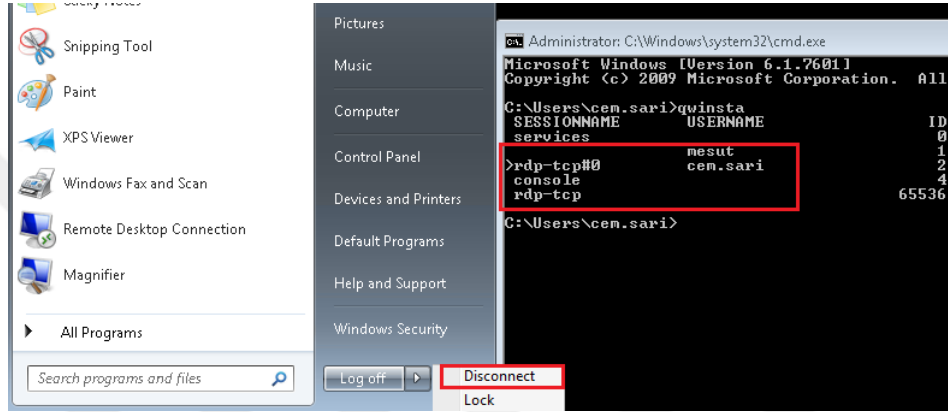 Sticky Notes
Snipping Tool
Paint
XPS Viewer
Windows Fax and Scan
Remote Desktop Connection
Magnifier
All Programs
Search programs and files
Pictures
Music
Computer
Control Panel
Devices and Printers
Default Programs
Help and Support
Windows Security
Log off
Disconnect
Lock
Administrator: C:\Windows\system32\cmd.exe
Microsoft Windows [Version 6.1.7601]
Copyright (c) 2009 Microsoft Corporation. All
C:\Users\cem.sari>qwinsta
SESSIONNAME USERNAME ID
services 0
mesut 1
>rdp-tcp#0 cem.sari 2
console 4
rdp-tcp 65536
C:\Users\cem.sari>